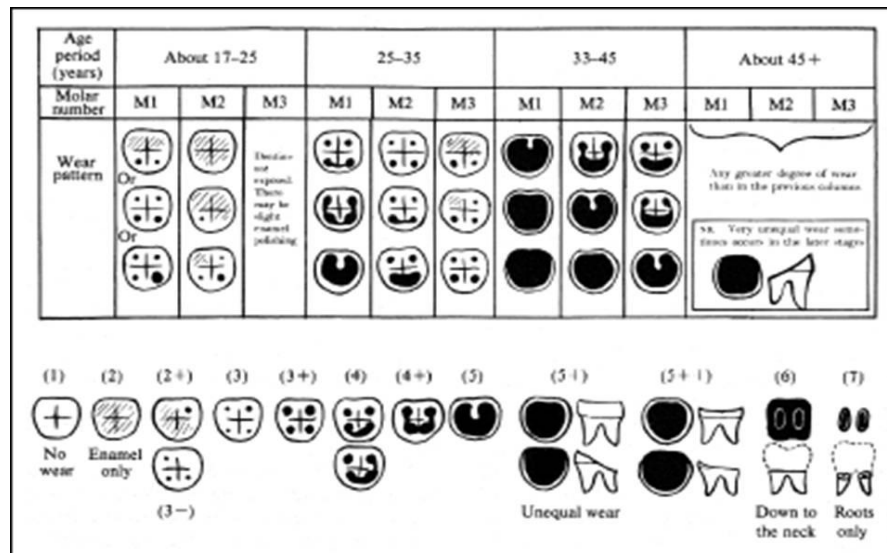 Age period (years) About 17–25 25–35 33–45 About 45+
Molar number M1 M2 M3 M1 M2 M3 M1 M2 M3 M1 M2 M3
Wear pattern
Or
Or
Dentine not exposed. There may be slight enamel polishing
Any greater degree of wear
than in the previous columns
N.B. Very unequal wear some-
times occurs in the later stages
(1) (2) (2+) (3) (3+) (4) (4+) (5) (5+) (5++) (6) (7)
No wear Enamel only
(3–)
Unequal wear
Down to the neck Roots only